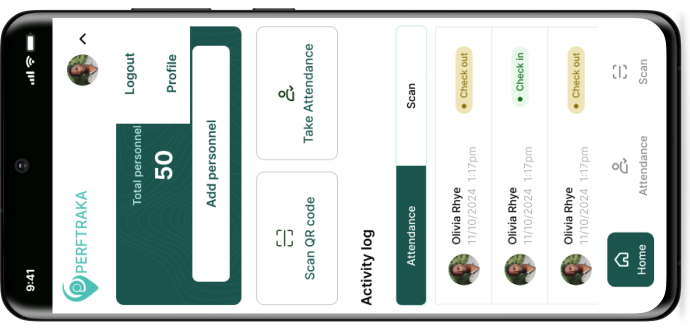 9:41
PERFTRAKA
Logout
Profile
Total personnel
50
Add personnel
Scan QR code
Take Attendance
Activity log
Attendance
Scan
Olivia Rhye
11/10/2024 1:17pm
Check out
Olivia Rhye
11/10/2024 1:17pm
Check in
Olivia Rhye
11/10/2024 1:17pm
Check out
Home
Attendance
Scan